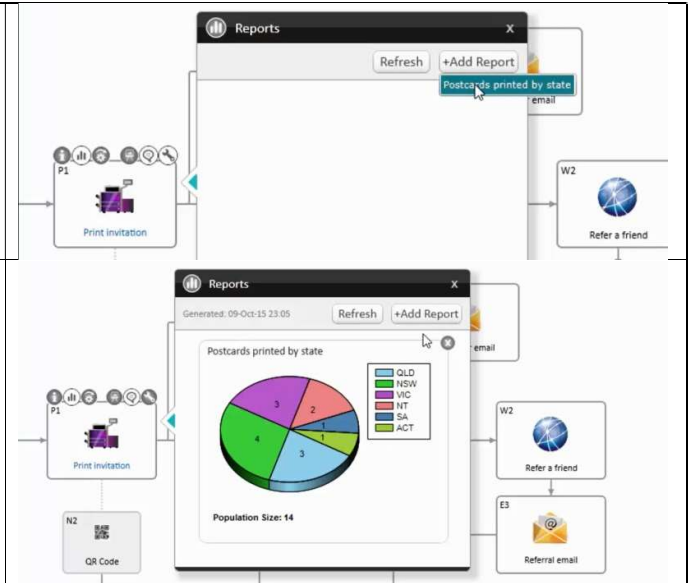 Reports x
Refresh +Add Report
Postcards printed by state
email
P1
Print invitation
W2
Refer a friend
Reports x
Generated: 09-Oct-15 23:05 Refresh +Add Report
email
Postcards printed by state
QLD
NSW
VIC
NT
SA
ACT
3
2
1
1
4
3
Population Size: 14
P1
Print invitation
W2
Refer a friend
N2
QR Code
E3
Referral email